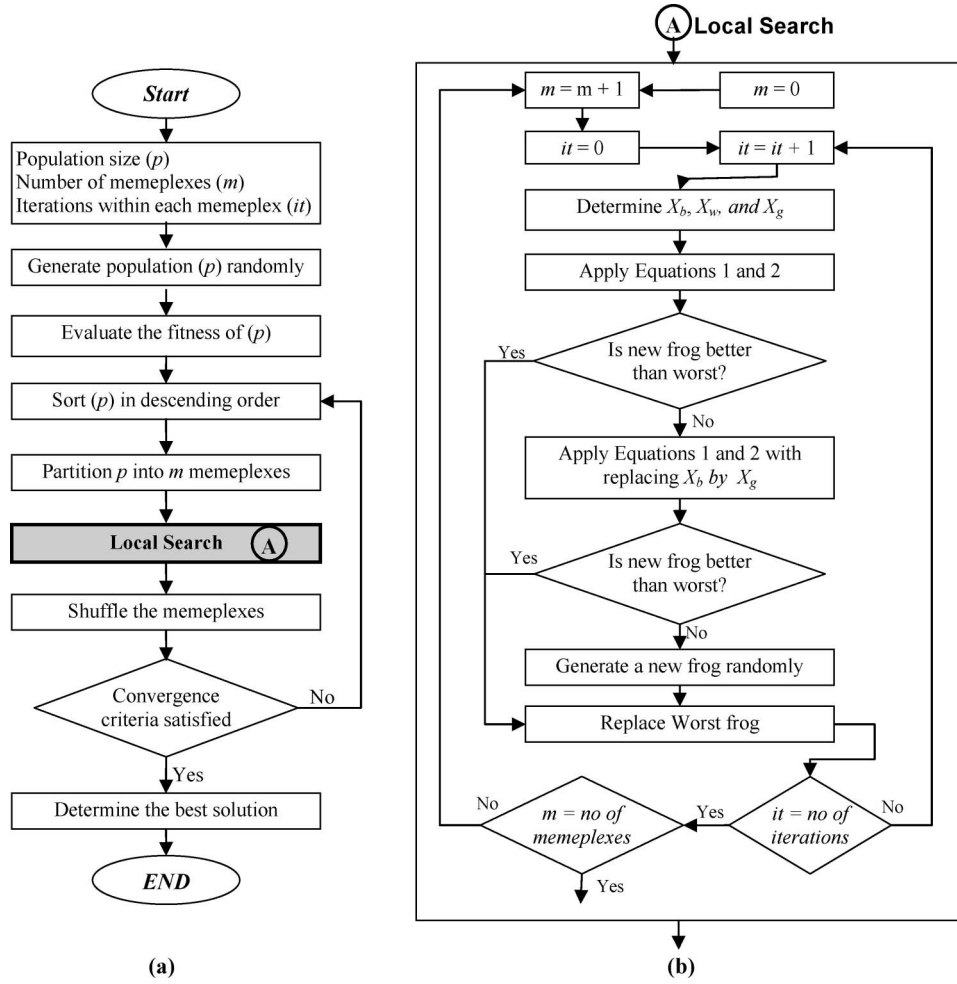 Start
Population size (p)
Number of memeplexes (m)
Iterations within each memeplex (it)
Generate population (p) randomly
Evaluate the fitness of (p)
Sort (p) in descending order
Partition p into m memeplexes
Local Search A
Shuffle the memeplexes
Convergence
criteria satisfied
No
Yes
Determine the best solution
END
(a)
A Local Search
m = m + 1
m = 0
it = 0
it = it + 1
Determine Xb, Xw, and Xg
Apply Equations 1 and 2
Is new frog better
than worst?
Yes
No
Apply Equations 1 and 2 with
replacing Xb by Xg
Is new frog better
than worst?
Yes
No
Generate a new frog randomly
Replace Worst frog
it = no of
iterations
No
Yes
m = no of
memeplexes
No
Yes
(b)